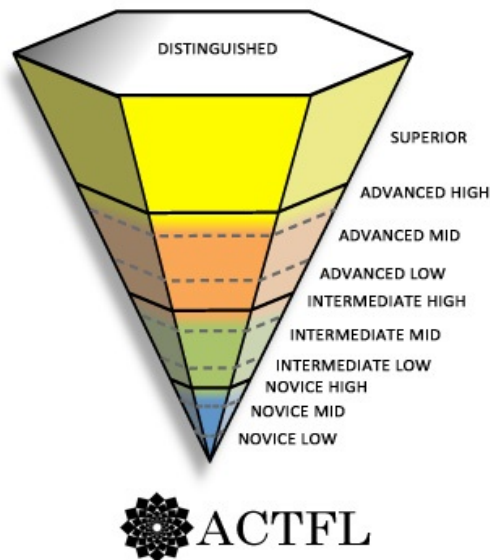 DISTINGUISHED
SUPERIOR
ADVANCED HIGH
ADVANCED MID
ADVANCED LOW
INTERMEDIATE HIGH
INTERMEDIATE MID
INTERMEDIATE LOW
NOVICE HIGH
NOVICE MID
NOVICE LOW
ACTFL